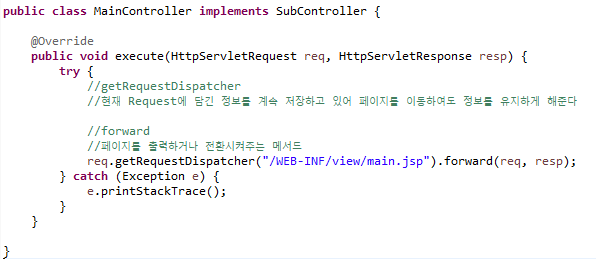 public class MainController implements SubController {
@Override
public void execute(HttpServletRequest req, HttpServletResponse resp) {
try {
//getRequestDispatcher
//현재 Request에 담긴 정보를 계속 저장하고 있어 페이지를 이동하여도 정보를 유지하게 해준다
//forward
//페이지를 출력하거나 전환시켜주는 메서드
req.getRequestDispatcher("/WEB-INF/view/main.jsp").forward(req, resp);
} catch (Exception e) {
e.printStackTrace();
}
}
}